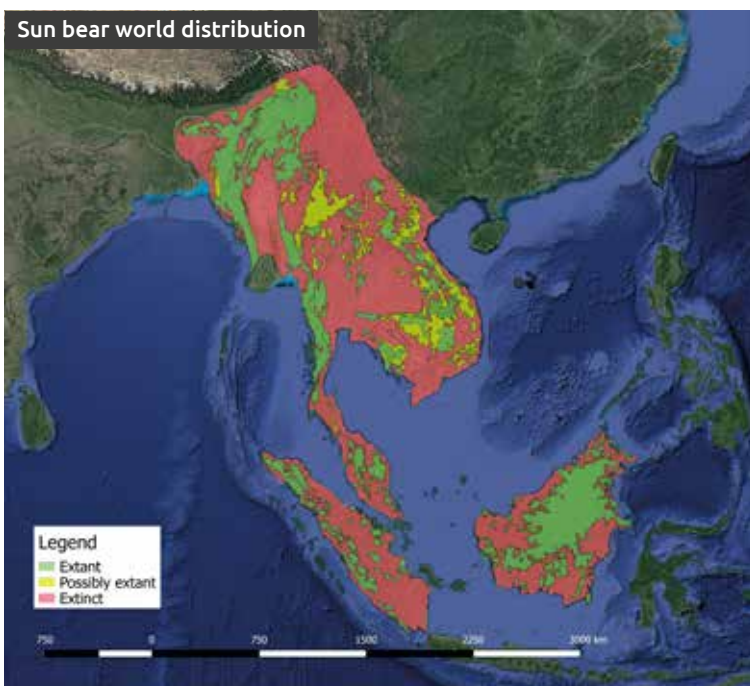 Sun bear world distribution
Legend
Extant
Possibly extant
Extinct
750 0 750 1500 2250 3000 km